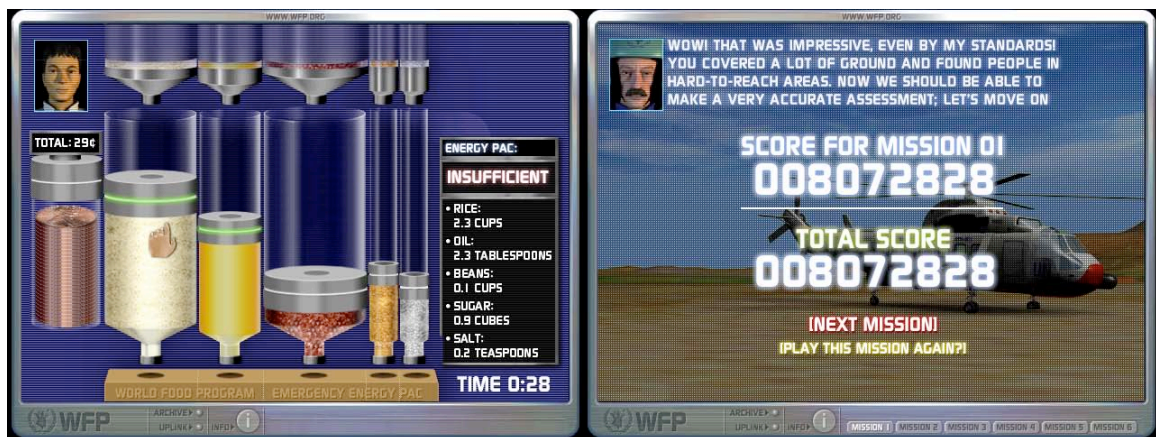 WWW.WFP.ORG
TOTAL: 29¢
ENERGY PAC:
INSUFFICIENT
• RICE:
2.3 CUPS
• OIL:
2.3 TABLESPOONS
• BEANS:
0.1 CUPS
• SUGAR:
0.9 CUBES
• SALT:
0.2 TEASPOONS
WORLD FOOD PROGRAM
EMERGENCY ENERGY PAC
TIME 0:28
WFP
ARCHIVE
UPLINK
INFO
i
WWW.WFP.ORG
WOW! THAT WAS IMPRESSIVE, EVEN BY MY STANDARDS!
YOU COVERED A LOT OF GROUND AND FOUND PEOPLE IN
HARD-TO-REACH AREAS. NOW WE SHOULD BE ABLE TO
MAKE A VERY ACCURATE ASSESSMENT; LET'S MOVE ON
SCORE FOR MISSION 01
008072828
TOTAL SCORE
008072828
[NEXT MISSION]
[PLAY THIS MISSION AGAIN?]
WFP
ARCHIVE
UPLINK
INFO
i
MISSION 1 MISSION 2 MISSION 3 MISSION 4 MISSION 5 MISSION 6